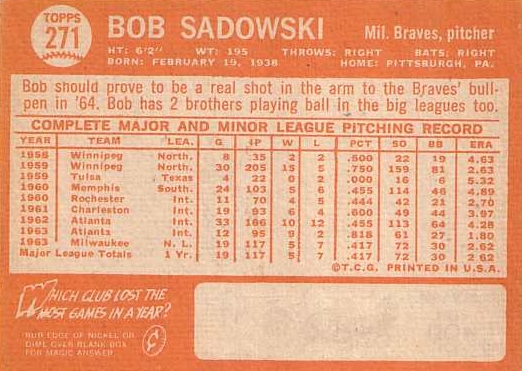 TOPPS
271
BOB SADOWSKI
Mil. Braves, pitcher
HT: 6'2" WT: 195 THROWS: RIGHT BATS: RIGHT
BORN: FEBRUARY 19, 1938 HOME: PITTSBURGH, PA.
Bob should prove to be a real shot in the arm to the Braves' bull-
pen in '64. Bob has 2 brothers playing ball in the big leagues too.
COMPLETE MAJOR AND MINOR LEAGUE PITCHING RECORD
YEAR TEAM LEA. G IP W L PCT SO BB ERA
1958 Winnipeg North. 8 35 2 2 .500 22 19 4.63
1959 Winnipeg North. 30 205 15 5 .750 159 81 2.63
1959 Tulsa Texas 4 22 0 2 .000 16 6 5.32
1960 Memphis South. 24 103 5 6 .455 114 46 4.89
1960 Rochester Int. 11 70 4 5 .444 42 21 2.70
1961 Charleston Int. 19 93 6 4 .600 49 44 3.97
1962 Atlanta Int. 33 166 10 12 .455 113 64 4.28
1963 Atlanta Int. 12 95 9 2 .818 61 27 1.80
1963 Milwaukee N. L. 19 117 5 7 .417 72 30 2.62
Major League Totals 1 Yr. 19 117 5 7 .417 72 30 2.62
©T.C.G. PRINTED IN U.S.A.
WHICH CLUB LOST THE
MOST GAMES IN A YEAR?
RUB EDGE OF NICKEL OR
DIME OVER BLANK BOX
FOR MAGIC ANSWER